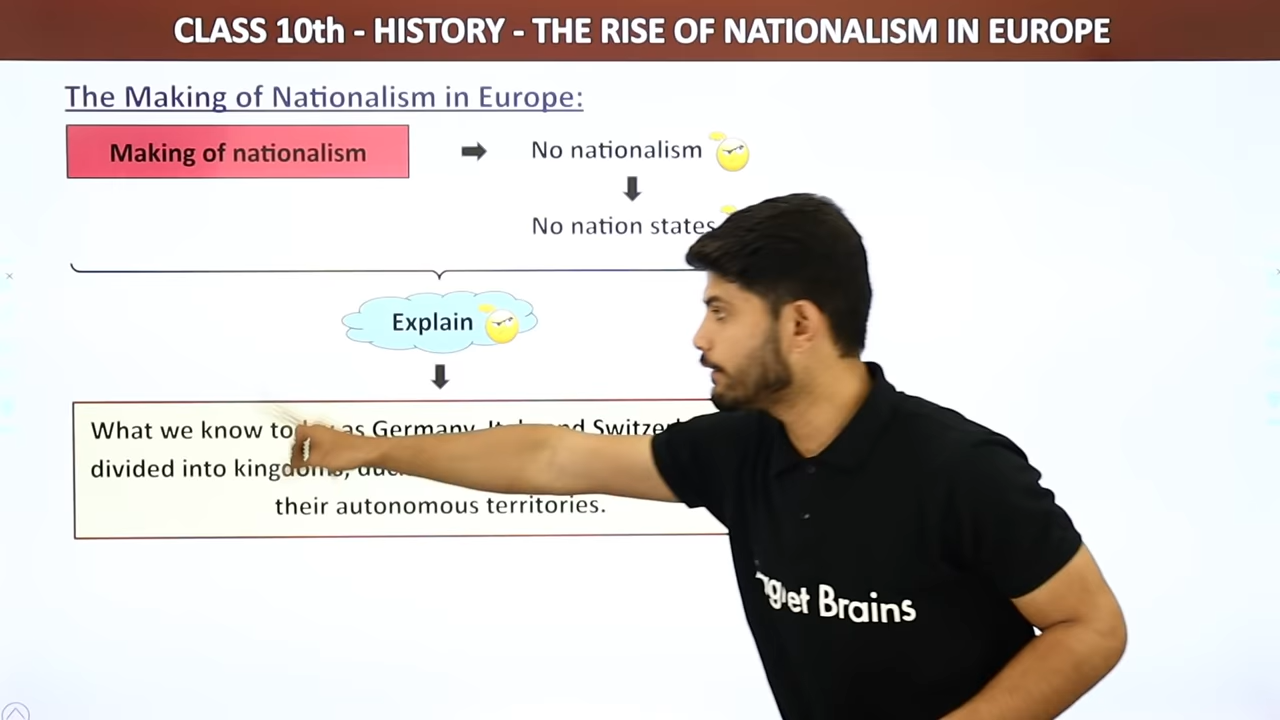 CLASS 10th - HISTORY - THE RISE OF NATIONALISM IN EUROPE
The Making of Nationalism in Europe:
Making of nationalism
No nationalism
No nation states
Explain
What we know as Germany, and
divided into
their autonomous territories.
Brains